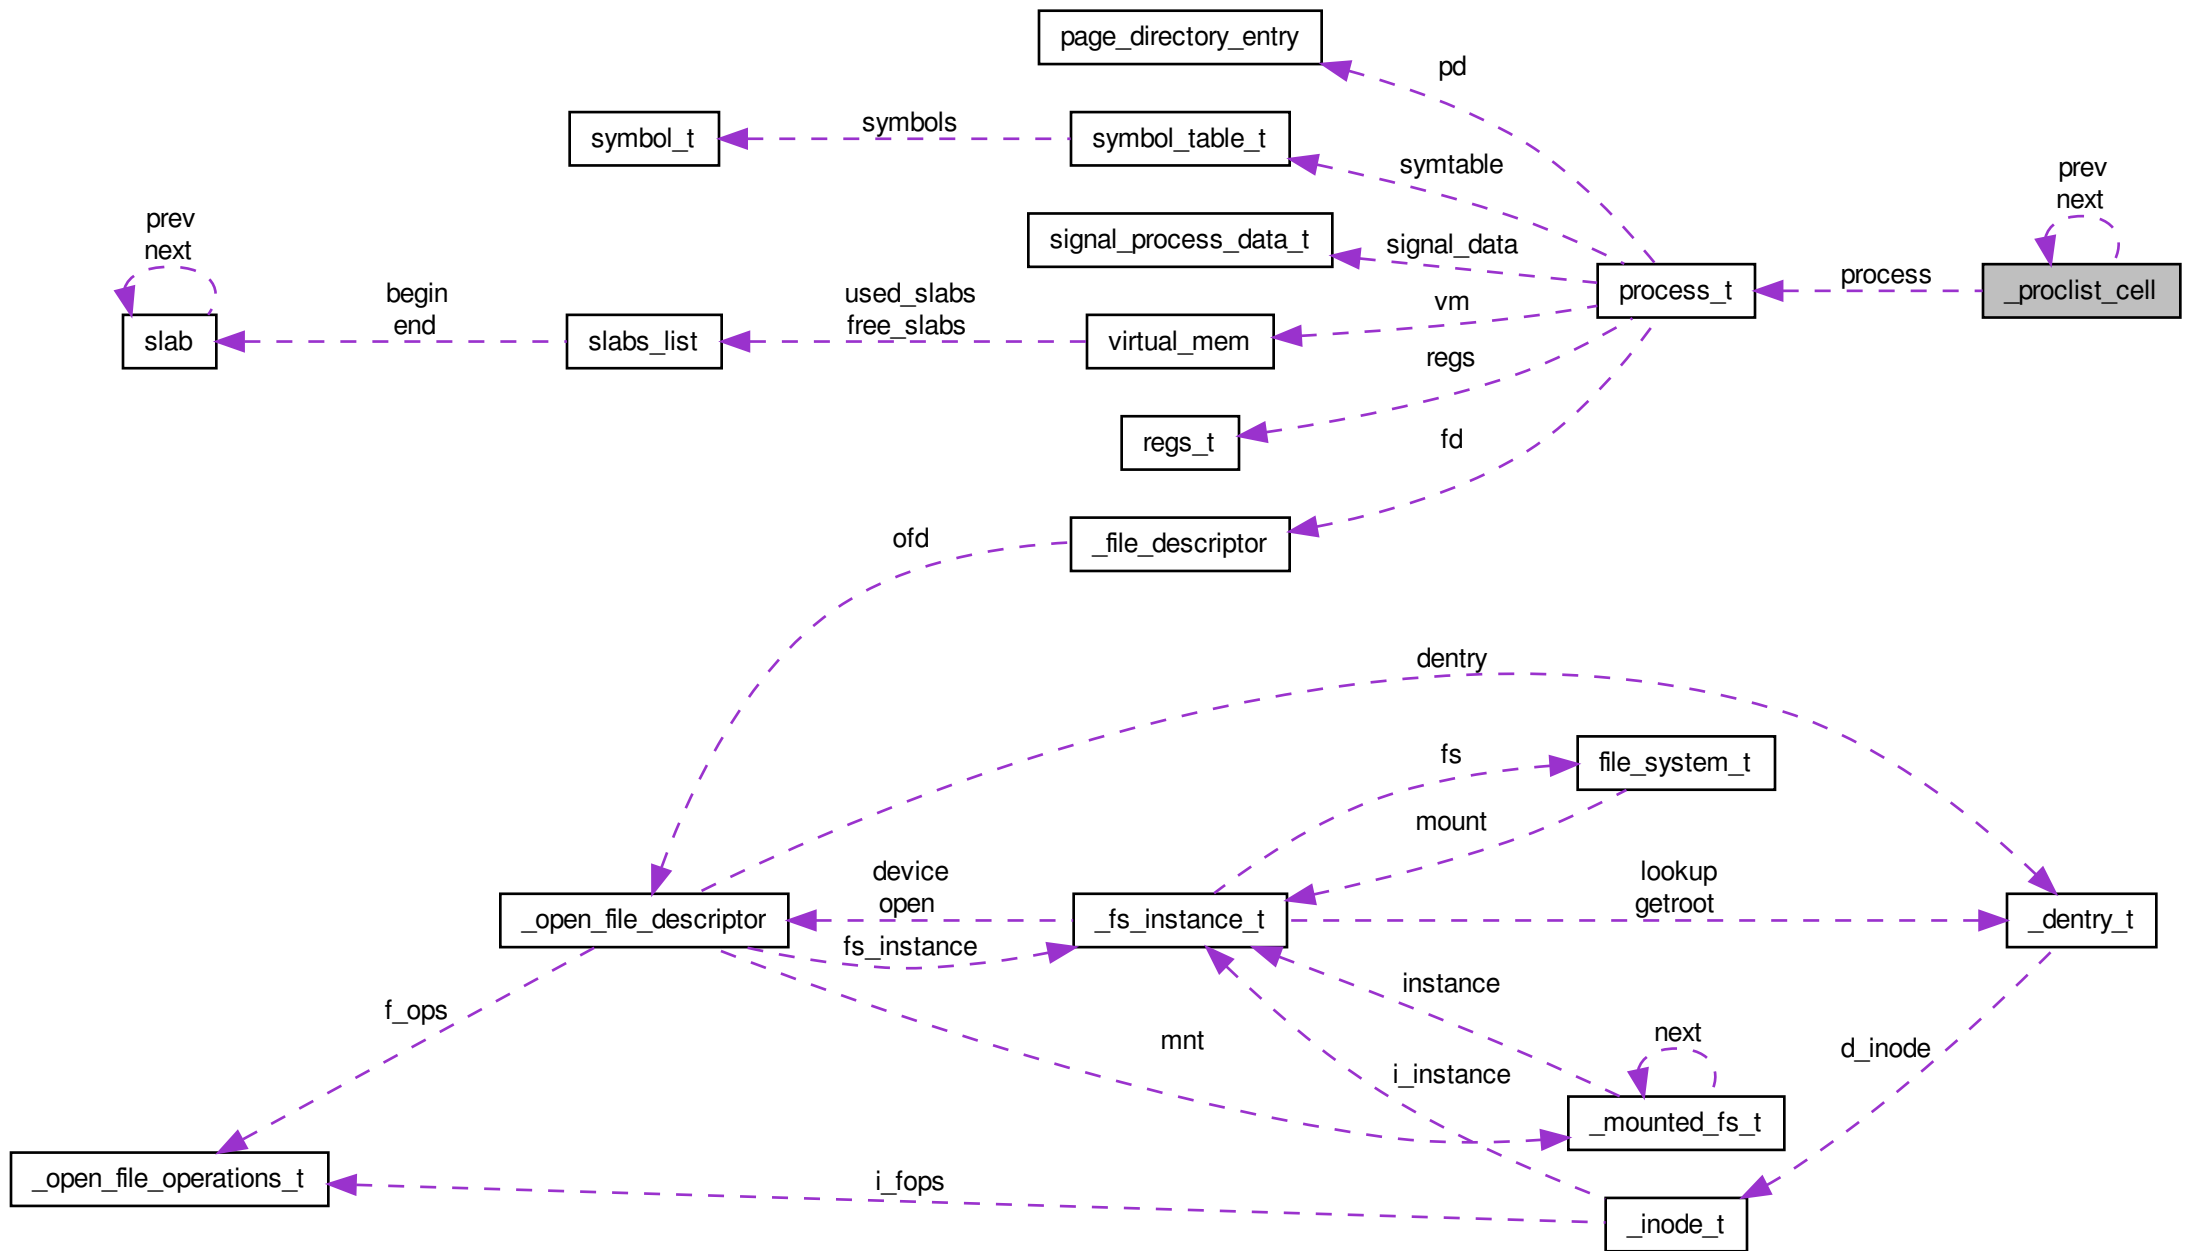 page_directory_entry
pd
symbol_t
symbols
symbol_table_t
symtable
prev
next
prev
next
signal_process_data_t
signal_data
process_t
process
_proclist_cell
begin
end
used_slabs
free_slabs
vm
slab
slabs_list
virtual_mem
regs
regs_t
fd
ofd
_file_descriptor
dentry
fs
file_system_t
mount
device
open
lookup
getroot
_open_file_descriptor
_fs_instance_t
_dentry_t
fs_instance
instance
f_ops
mnt
next
d_inode
i_instance
_mounted_fs_t
_open_file_operations_t
i_fops
_inode_t